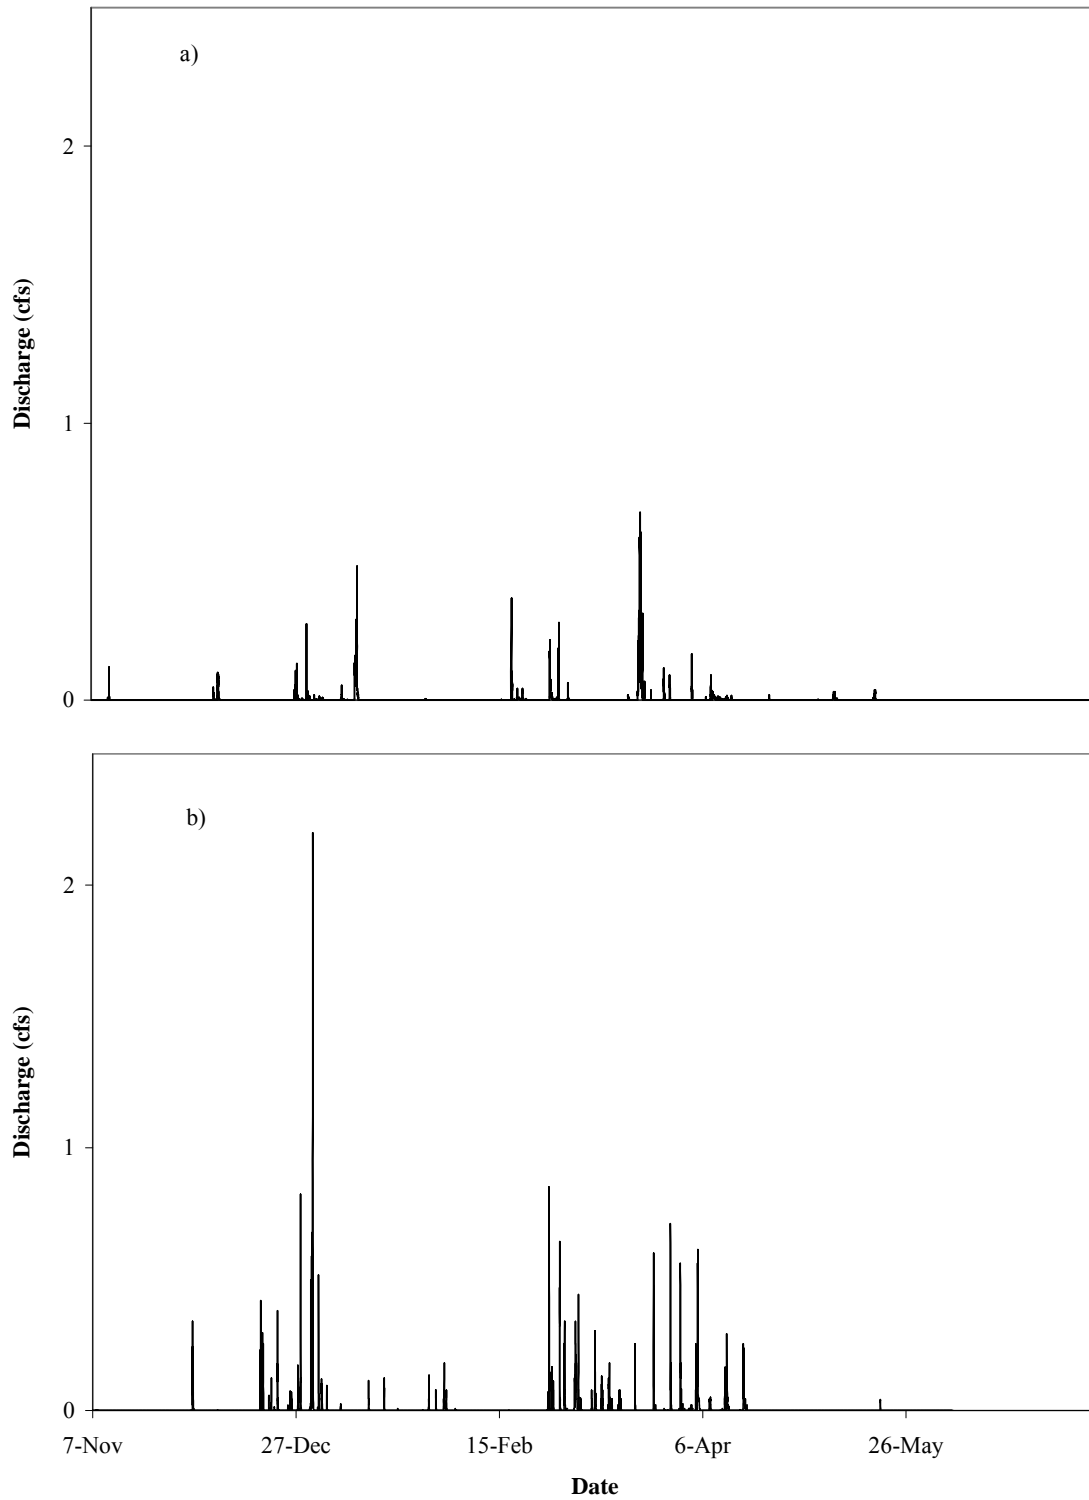 a)
2
1
0
Discharge (cfs)
b)
2
1
0
Discharge (cfs)
7-Nov 27-Dec 15-Feb 6-Apr 26-May
Date